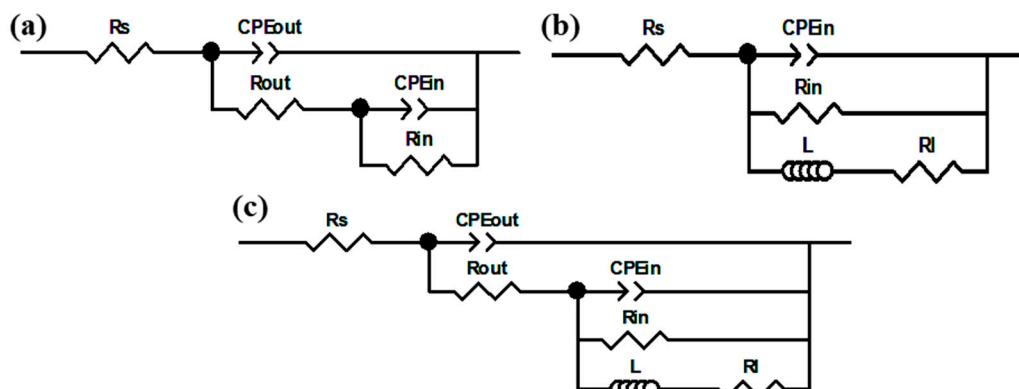 (a)
Rs
CPEout
Rout
CPEin
Rin
(b)
Rs
CPEin
Rin
L
Rl
(c)
Rs
CPEout
Rout
CPEin
Rin
L
Rl